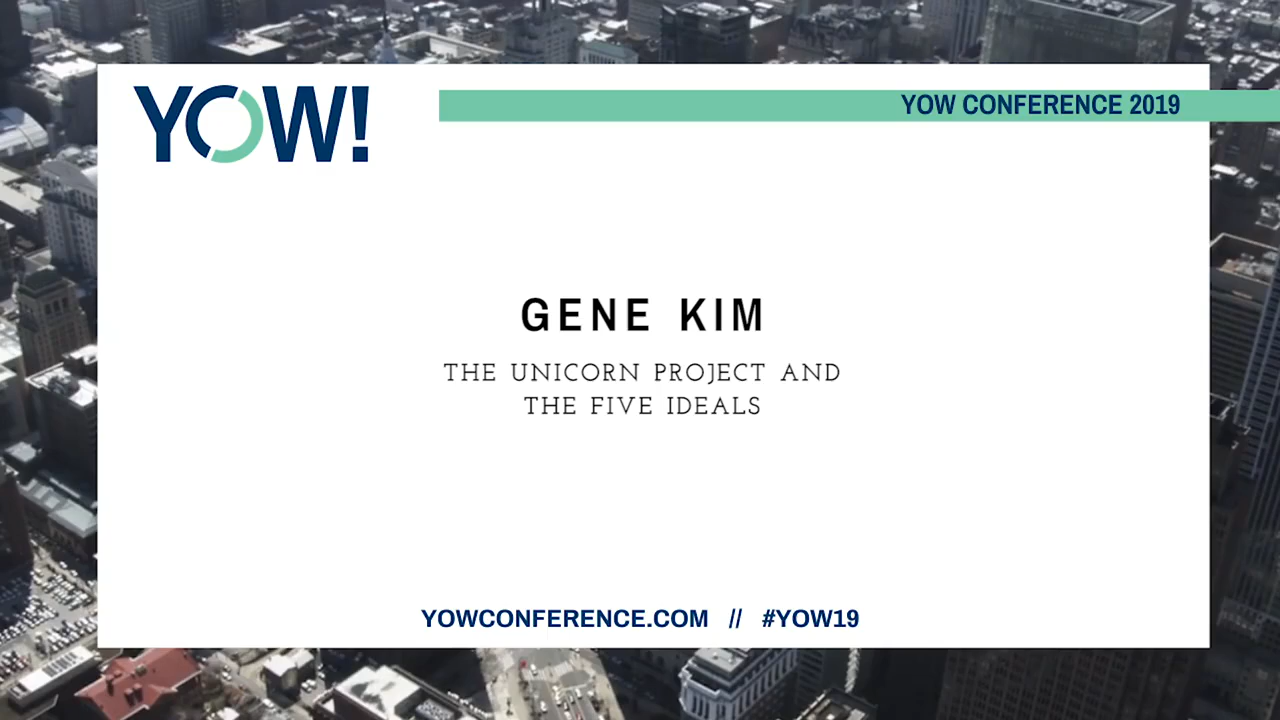 YOW!
YOW CONFERENCE 2019
GENE KIM
THE UNICORN PROJECT AND
THE FIVE IDEALS
YOWCONFERENCE.COM // #YOW19